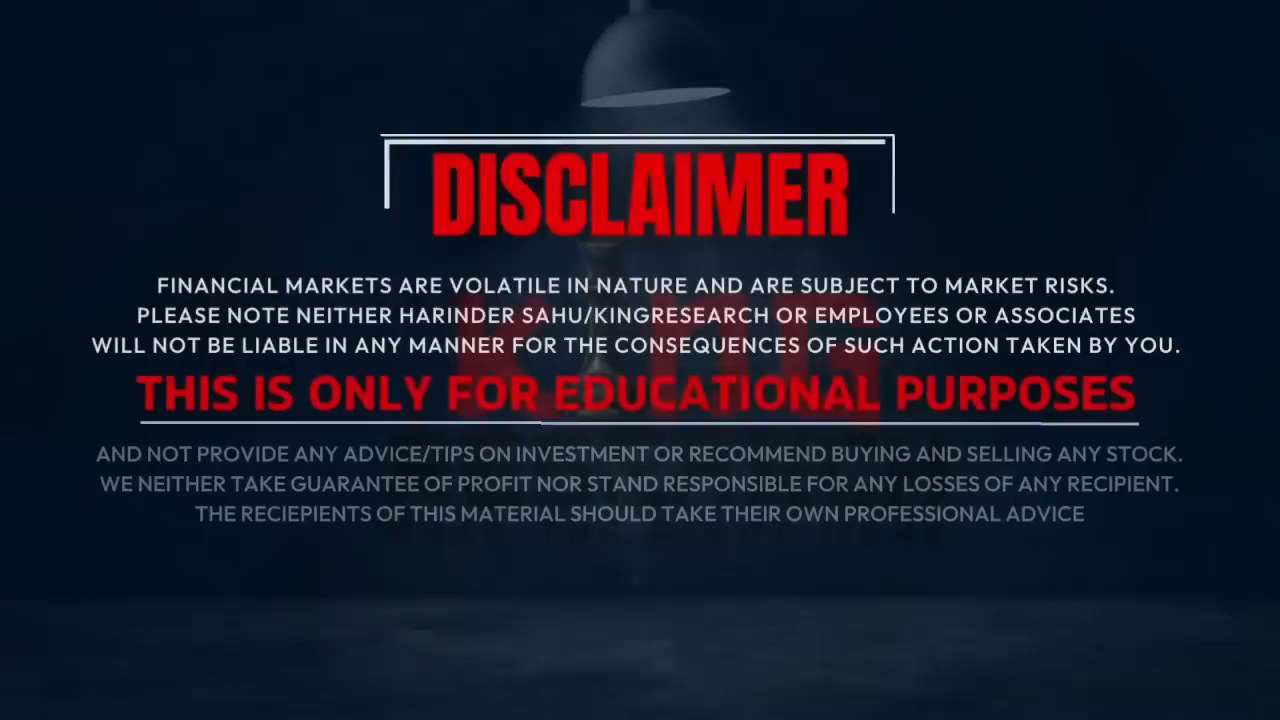 DISCLAIMER
FINANCIAL MARKETS ARE VOLATILE IN NATURE AND ARE SUBJECT TO MARKET RISKS.
PLEASE NOTE NEITHER HARINDER SAHU/KINGRESEARCH OR EMPLOYEES OR ASSOCIATES
WILL NOT BE LIABLE IN ANY MANNER FOR THE CONSEQUENCES OF SUCH ACTION TAKEN BY YOU.
THIS IS ONLY FOR EDUCATIONAL PURPOSES
AND NOT PROVIDE ANY ADVICE/TIPS ON INVESTMENT OR RECOMMEND BUYING AND SELLING ANY STOCK.
WE NEITHER TAKE GUARANTEE OF PROFIT NOR STAND RESPONSIBLE FOR ANY LOSSES OF ANY RECIPIENT.
THE RECIEPIENTS OF THIS MATERIAL SHOULD TAKE THEIR OWN PROFESSIONAL ADVICE